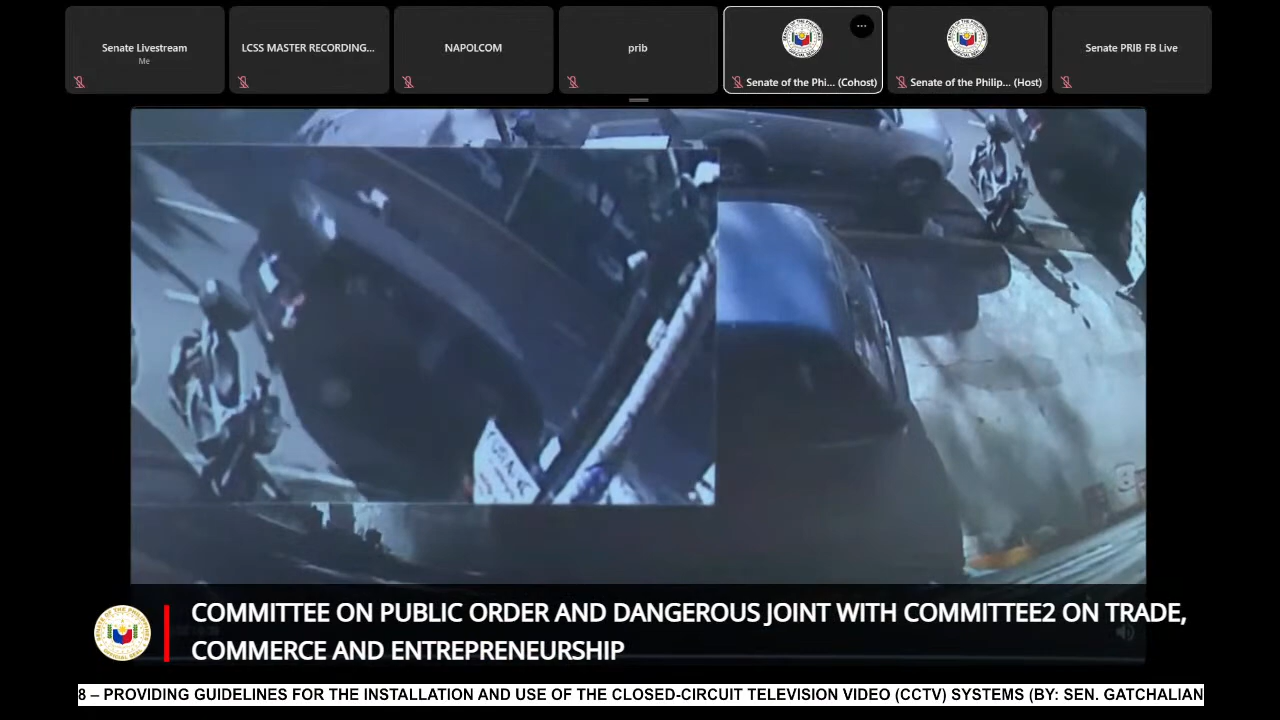 Senate Livestream
Me
LCSS MASTER RECORDING...
NAPOLCOM
prib
Senate of the Phi... (Cohost)
Senate of the Philip... (Host)
Senate PRIB FB Live
COMMITTEE ON PUBLIC ORDER AND DANGEROUS JOINT WITH COMMITTEE2 ON TRADE,
COMMERCE AND ENTREPRENEURSHIP
8 – PROVIDING GUIDELINES FOR THE INSTALLATION AND USE OF THE CLOSED-CIRCUIT TELEVISION VIDEO (CCTV) SYSTEMS (BY: SEN. GATCHALIAN